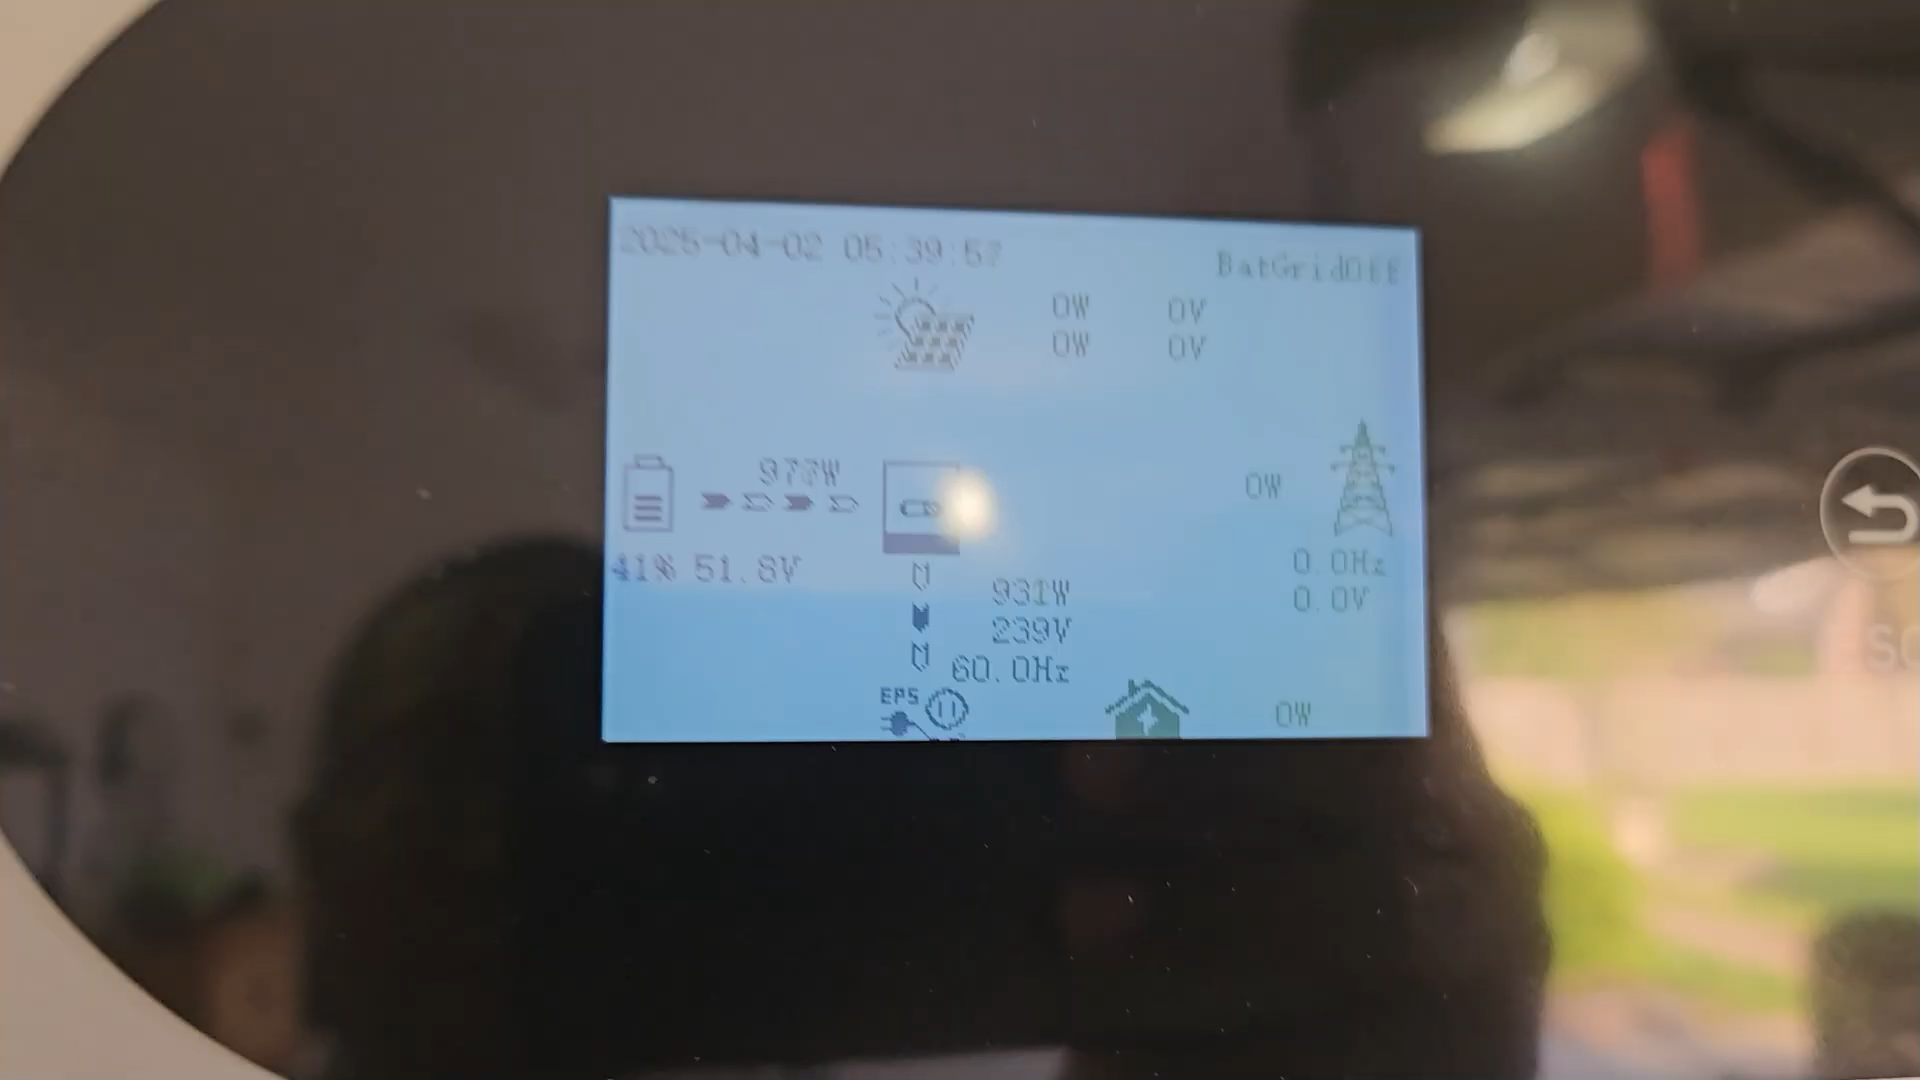 2025-04-02 05:39:57
BatGridOff
0W 0V
0W 0V
973W
0W
41% 51.8V
0.0Hz
0.0V
931W
239V
60.0Hz
EPS
0W